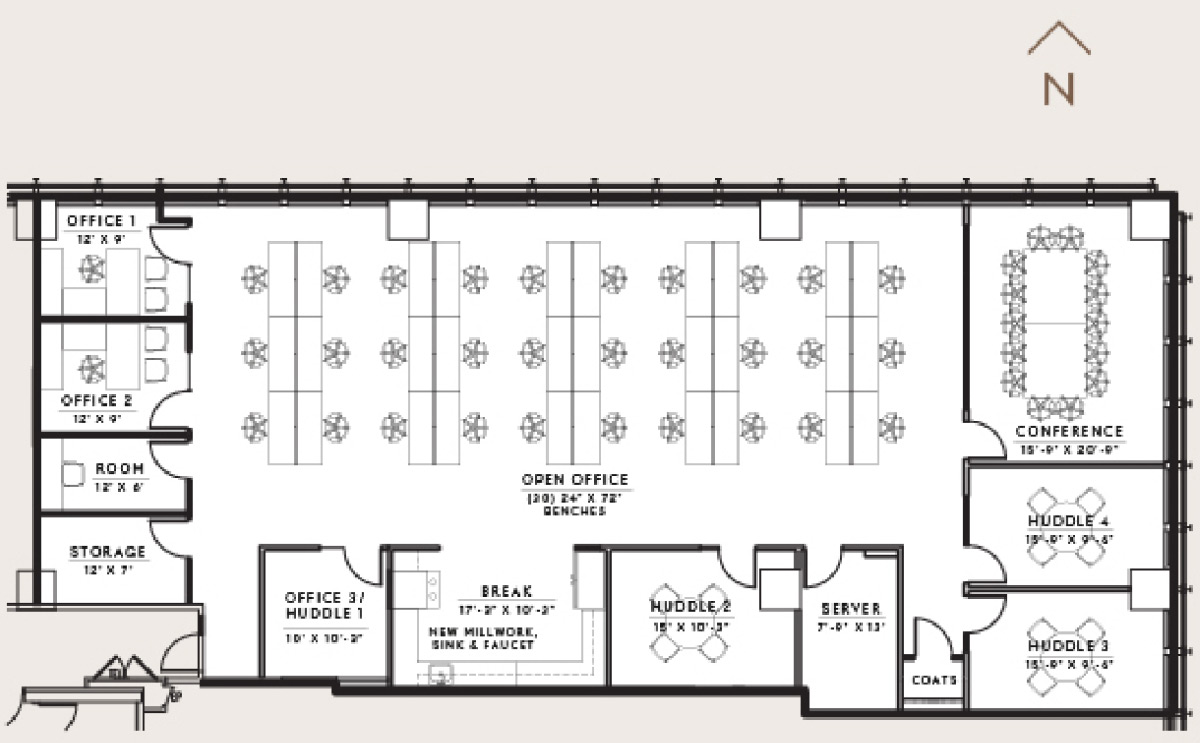 N
OFFICE 1
12' X 9'
OFFICE 2
12' X 9'
ROOM
12' X 6'
STORAGE
12' X 7'
OPEN OFFICE
(30) 24" X 72"
BENCHES
CONFERENCE
15'-9" X 20'-9"
HUDDLE 4
15'-9" X 9'-6"
OFFICE 3/
HUDDLE 1
10' X 10'-3"
BREAK
17'-3" X 10'-3"
NEW MILLWORK,
SINK & FAUCET
HUDDLE 2
15' X 10'-3"
SERVER
7'-9" X 13'
COATS
HUDDLE 3
15'-9" X 9'-6"